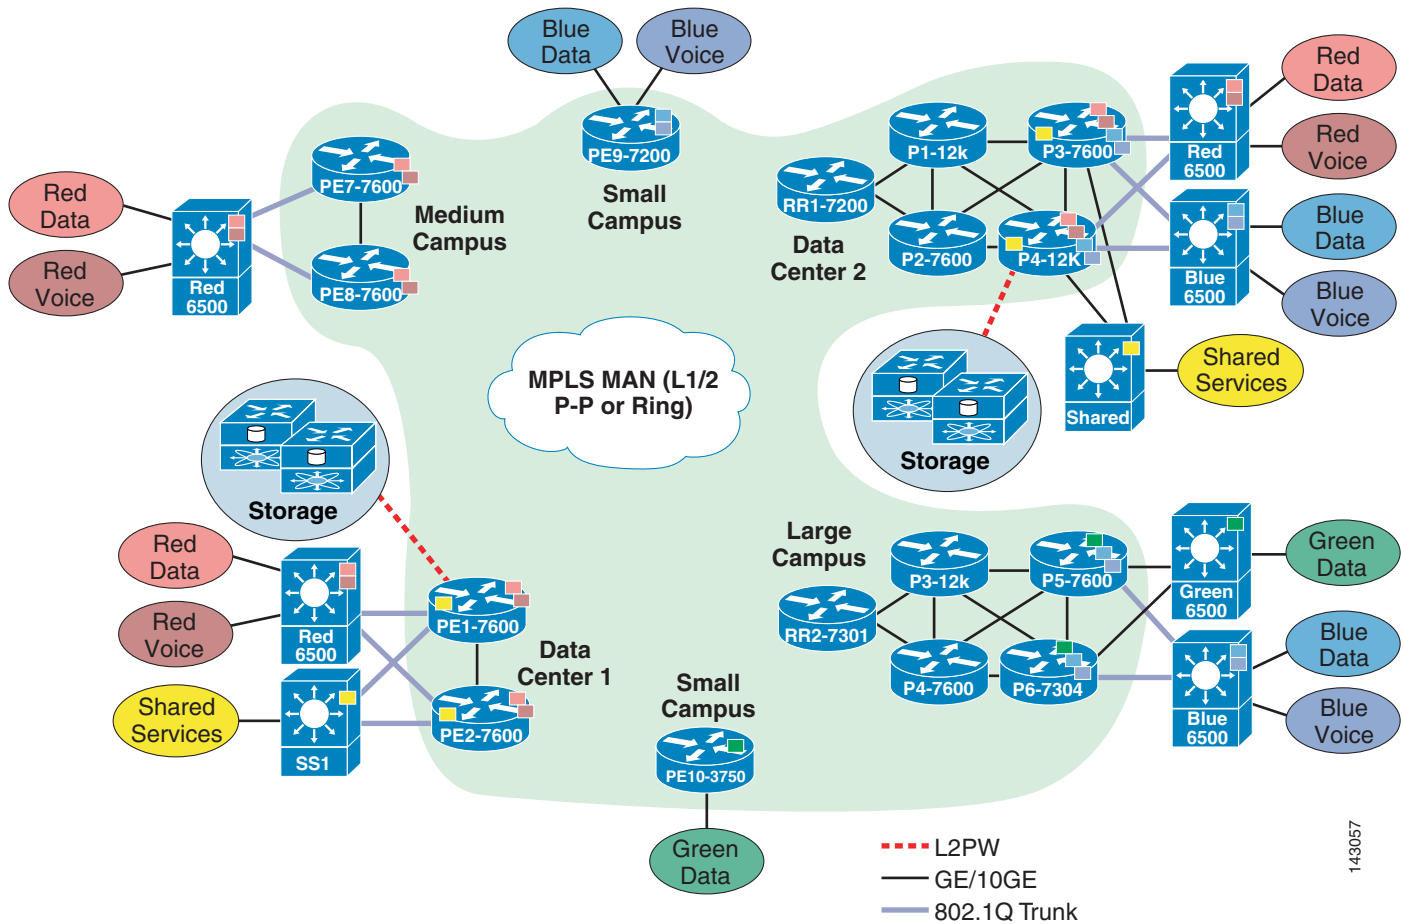 Blue
Data
Blue
Voice
PE9-7200
Small
Campus
PE7-7600
PE8-7600
Medium
Campus
Red
Data
Red
Voice
Red
6500
P1-12k
P3-7600
RR1-7200
P2-7600
P4-12K
Data
Center 2
Red
6500
Blue
6500
Red
Data
Red
Voice
Blue
Data
Blue
Voice
Shared
Shared
Services
Storage
MPLS MAN (L1/2
P-P or Ring)
Storage
Red
Data
Red
Voice
Shared
Services
Red
6500
SS1
PE1-7600
PE2-7600
Data
Center 1
Small
Campus
PE10-3750
Green
Data
Large
Campus
P3-12k
P5-7600
RR2-7301
P4-7600
P6-7304
Green
6500
Blue
6500
Green
Data
Blue
Data
Blue
Voice
L2PW
GE/10GE
802.1Q Trunk
143057